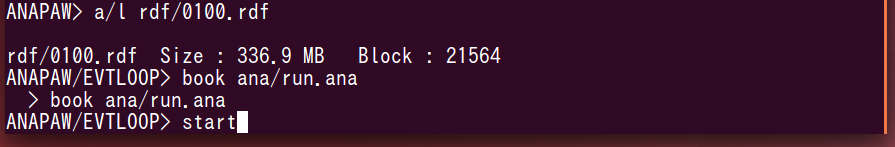 ANAPAW> a/l rdf/0100.rdf
rdf/0100.rdf  Size : 336.9 MB   Block : 21564
ANAPAW/EVTLOOP> book ana/run.ana
  > book ana/run.ana
ANAPAW/EVTLOOP> start